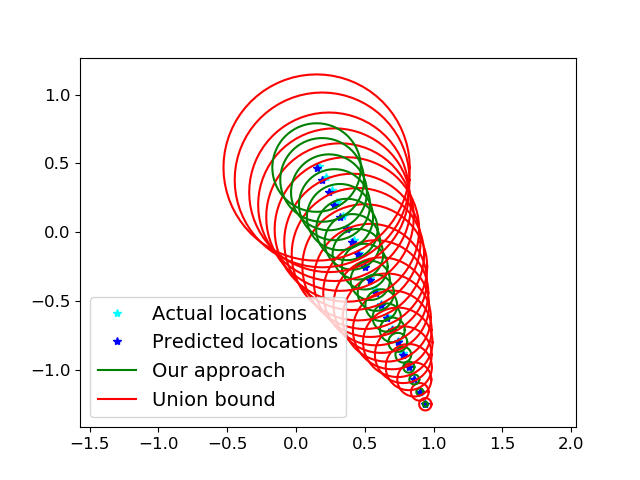 1.0
0.5
0.0
−0.5
−1.0
Actual locations
Predicted locations
Our approach
Union bound
−1.5 −1.0 −0.5 0.0 0.5 1.0 1.5 2.0